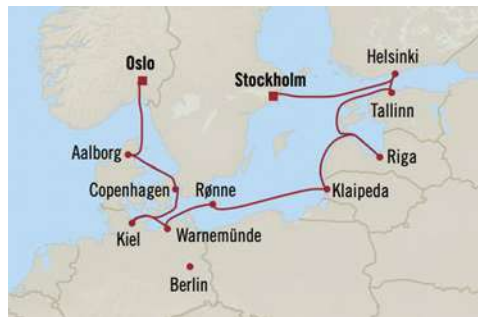 Oslo
Helsinki
Stockholm
Tallinn
Aalborg
Riga
Copenhagen
Rønne
Klaipeda
Kiel
Warnemünde
Berlin